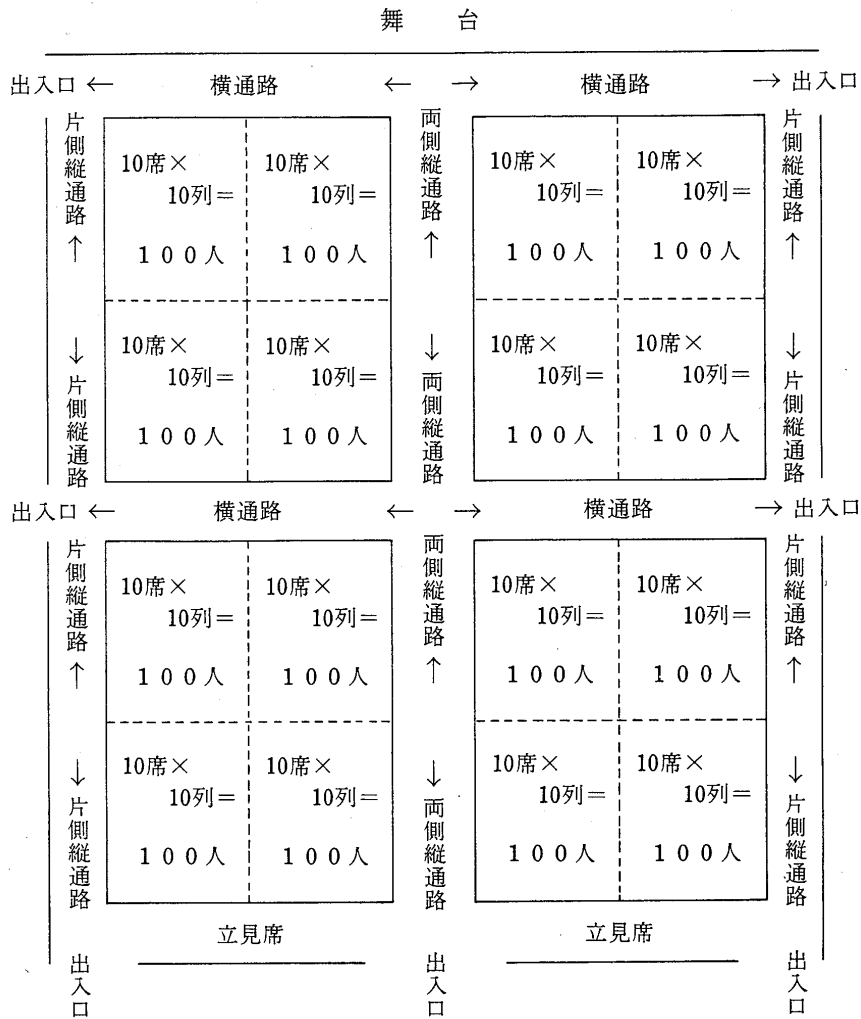 舞 台
出入口 ← 横通路 ← → 横通路 → 出入口
片側縦通路 ↑ 両側縦通路 ↑ 片側縦通路 ↑
10席× 10席× 10席× 10席×
10列= 10列= 10列= 10列=
100人 100人 100人 100人
10席× 10席× 10席× 10席×
10列= 10列= 10列= 10列=
100人 100人 100人 100人
↓ 片側縦通路 ↓ 両側縦通路 ↓ 片側縦通路
出入口 ← 横通路 ← → 横通路 → 出入口
片側縦通路 ↑ 両側縦通路 ↑ 片側縦通路 ↑
10席× 10席× 10席× 10席×
10列= 10列= 10列= 10列=
100人 100人 100人 100人
10席× 10席× 10席× 10席×
10列= 10列= 10列= 10列=
100人 100人 100人 100人
↓ 片側縦通路 ↓ 両側縦通路 ↓ 片側縦通路
立見席 立見席
出入口 出入口 出入口